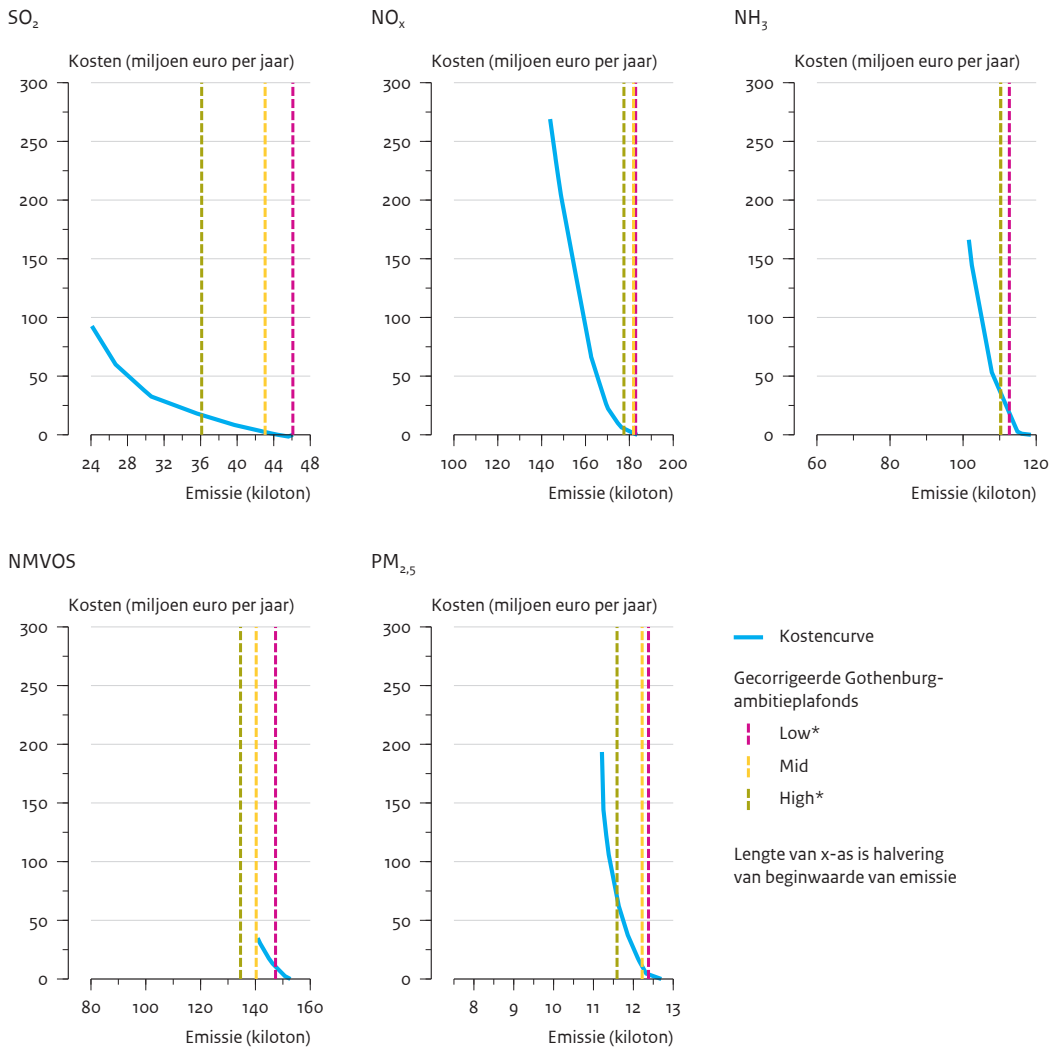 SO₂
Kosten (miljoen euro per jaar)
300
250
200
150
100
50
0
24 28 32 36 40 44 48
Emissie (kiloton)
NOₓ
Kosten (miljoen euro per jaar)
300
250
200
150
100
50
0
100 120 140 160 180 200
Emissie (kiloton)
NH₃
Kosten (miljoen euro per jaar)
300
250
200
150
100
50
0
60 80 100 120
Emissie (kiloton)
NMVOS
Kosten (miljoen euro per jaar)
300
250
200
150
100
50
0
80 100 120 140 160
Emissie (kiloton)
PM₂,₅
Kosten (miljoen euro per jaar)
300
250
200
150
100
50
0
8 9 10 11 12 13
Emissie (kiloton)
Kostencurve
Gecorrigeerde Gothenburg-
ambitieplafonds
Low*
Mid
High*
Lengte van x-as is halvering
van beginwaarde van emissie